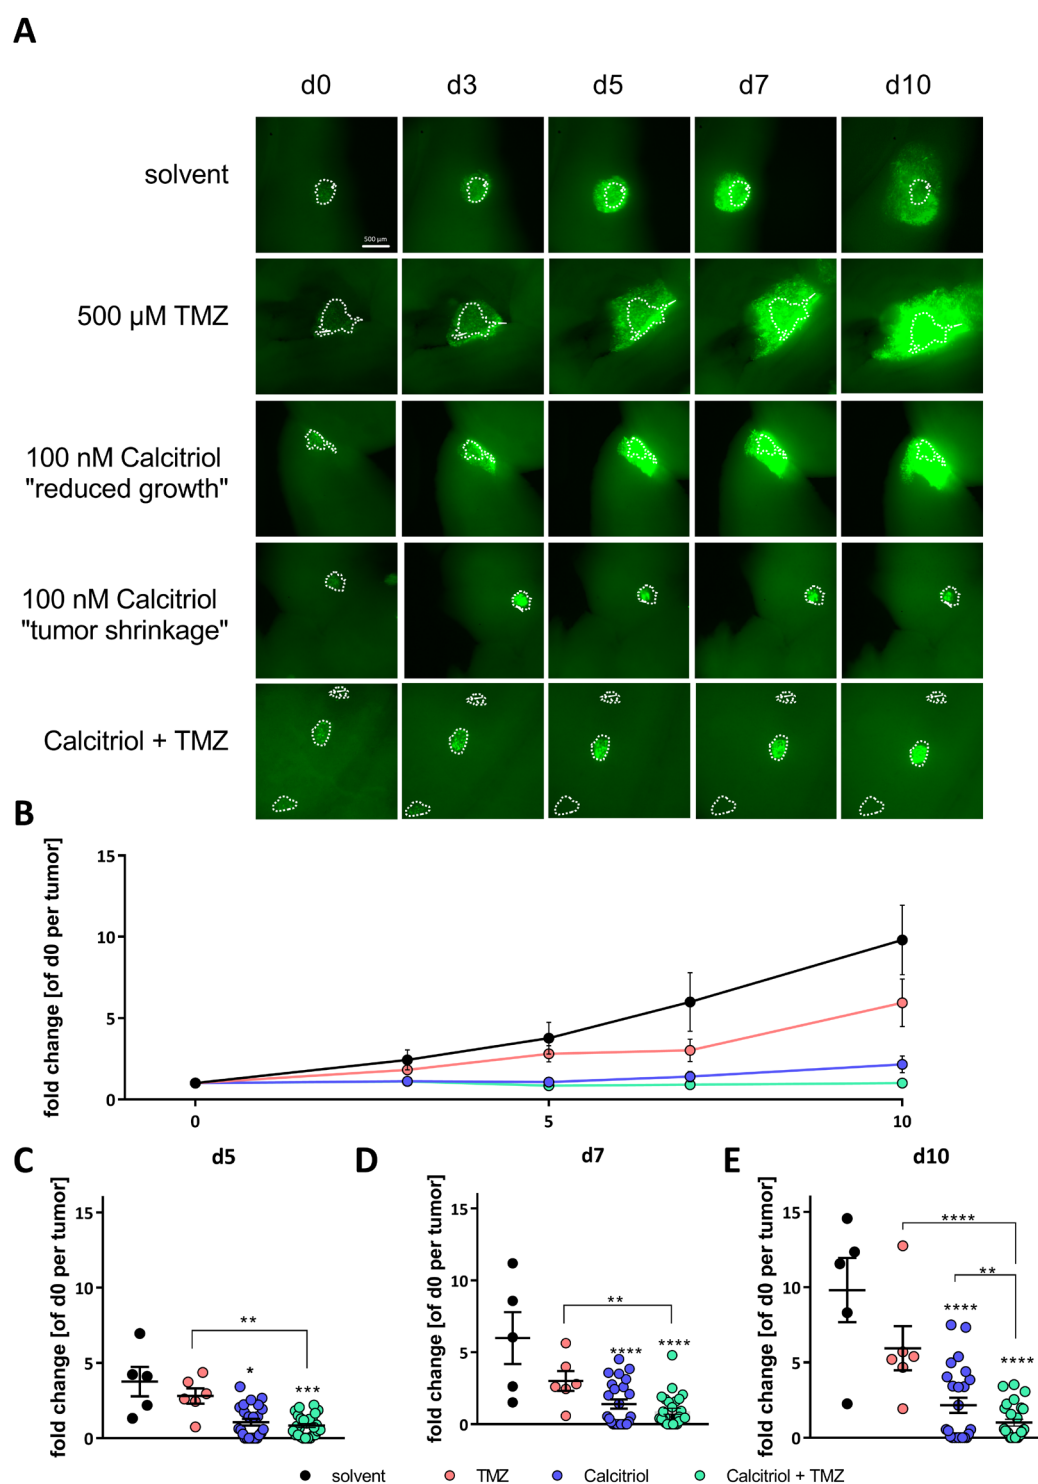 A
d0 d3 d5 d7 d10
solvent
500 µm
500 µM TMZ
100 nM Calcitriol
"reduced growth"
100 nM Calcitriol
"tumor shrinkage"
Calcitriol + TMZ
B
fold change [of d0 per tumor]
15
10
5
0
0 5 10
C
d5
fold change [of d0 per tumor]
15
10
5
0
**
*
***
D
d7
fold change [of d0 per tumor]
15
10
5
0
**
****
****
E
d10
fold change [of d0 per tumor]
15
10
5
0
****
**
****
****
solvent TMZ Calcitriol Calcitriol + TMZ